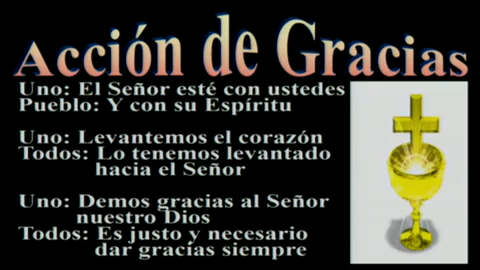 Acción de Gracias
Uno: El Señor esté con ustedes
Pueblo: Y con su Espíritu
Uno: Levantemos el corazón
Todos: Lo tenemos levantado
hacia el Señor
Uno: Demos gracias al Señor
nuestro Dios
Todos: Es justo y necesario
dar gracias siempre